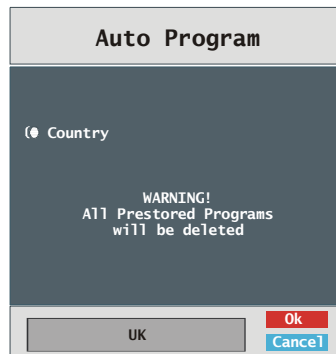 Auto Program
Country
WARNING!
All Prestored Programs
will be deleted
UK
Ok
Cancel